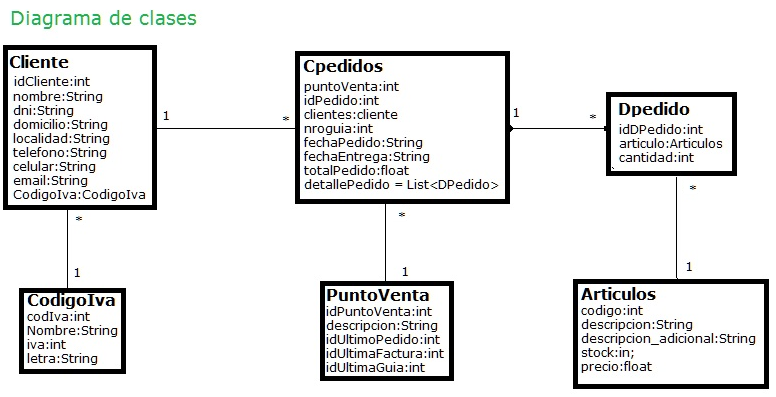 Diagrama de clases
Cliente
idCliente:int
nombre:String
dni:String
domicilio:String
localidad:String
telefono:String
celular:String
email:String
CodigoIva:CodigoIva
1
*
Cpedidos
puntoVenta:int
idPedido:int
clientes:cliente
nroguia:int
fechaPedido:String
fechaEntrega:String
totalPedido:float
detallePedido = List<DPedido>
1
*
Dpedido
idDPedido:int
articulo:Articulos
cantidad:int
*
1
*
1
*
1
CodigoIva
codIva:int
Nombre:String
iva:int
letra:String
PuntoVenta
idPuntoVenta:int
descripcion:String
idUltimoPedido:int
idUltimaFactura:int
idUltimaGuia:int
Articulos
codigo:int
descripcion:String
descripcion_adicional:String
stock:in;
precio:float